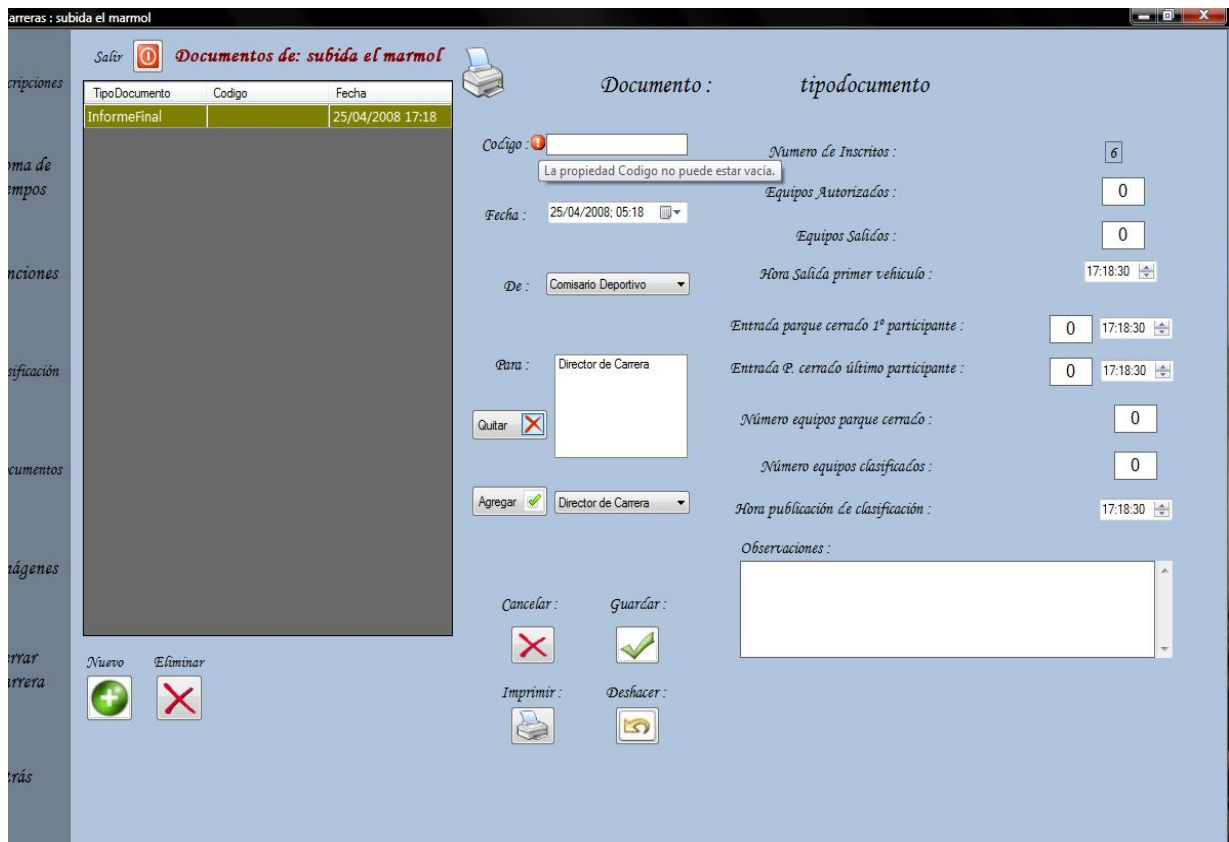 arreras : subida el marmol
Salir
Documentos de: subida el marmol
TipoDocumento Codigo Fecha
InformeFinal 25/04/2008 17:18
cripciones
oma de
empos
nciones
sificación
ocumentos
nágenes
errar
arrera
trás
Nuevo Eliminar
Documento : tipodocumento
Codigo :
La propiedad Codigo no puede estar vacía.
Fecha : 25/04/2008; 05:18
De : Comisario Deportivo
Para : Director de Carrera
Quitar
Agregar Director de Carrera
Cancelar : Guardar :
Imprimir : Deshacer :
Numero de Inscritos : 6
Equipos Autorizados : 0
Equipos Salidos : 0
Hora Salida primer vehiculo : 17:18:30
Entrada parque cerrado 1º participante : 0 17:18:30
Entrada P. cerrado último participante : 0 17:18:30
Número equipos parque cerrado : 0
Número equipos clasificados : 0
Hora publicación de clasificación : 17:18:30
Observaciones :